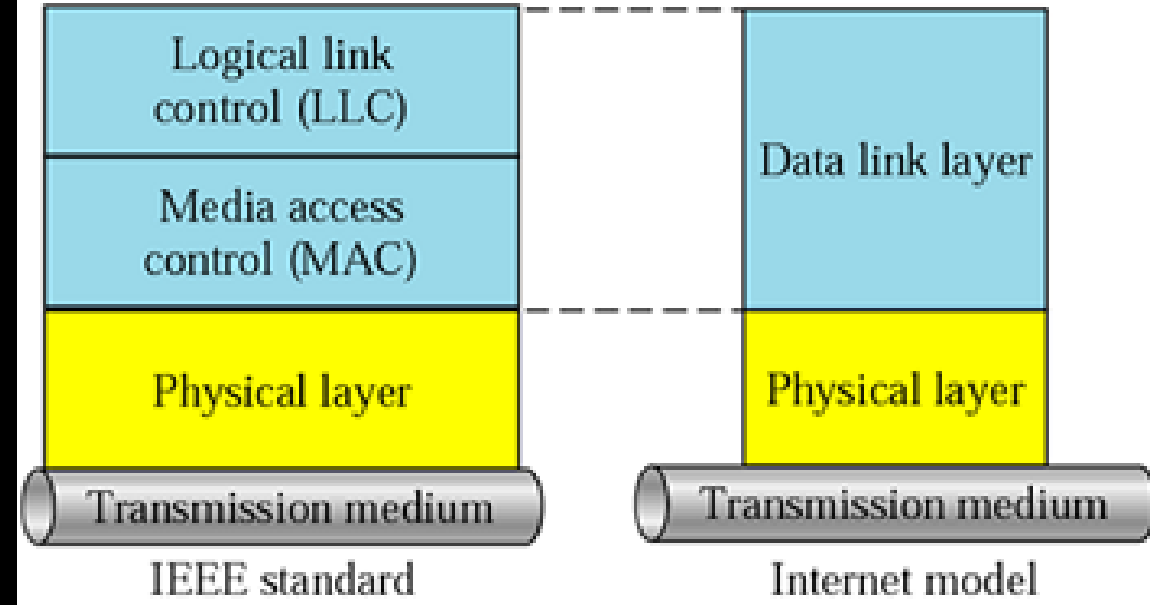 Logical link
control (LLC)
Media access
control (MAC)
Physical layer
Transmission medium
IEEE standard
Data link layer
Physical layer
Transmission medium
Internet model